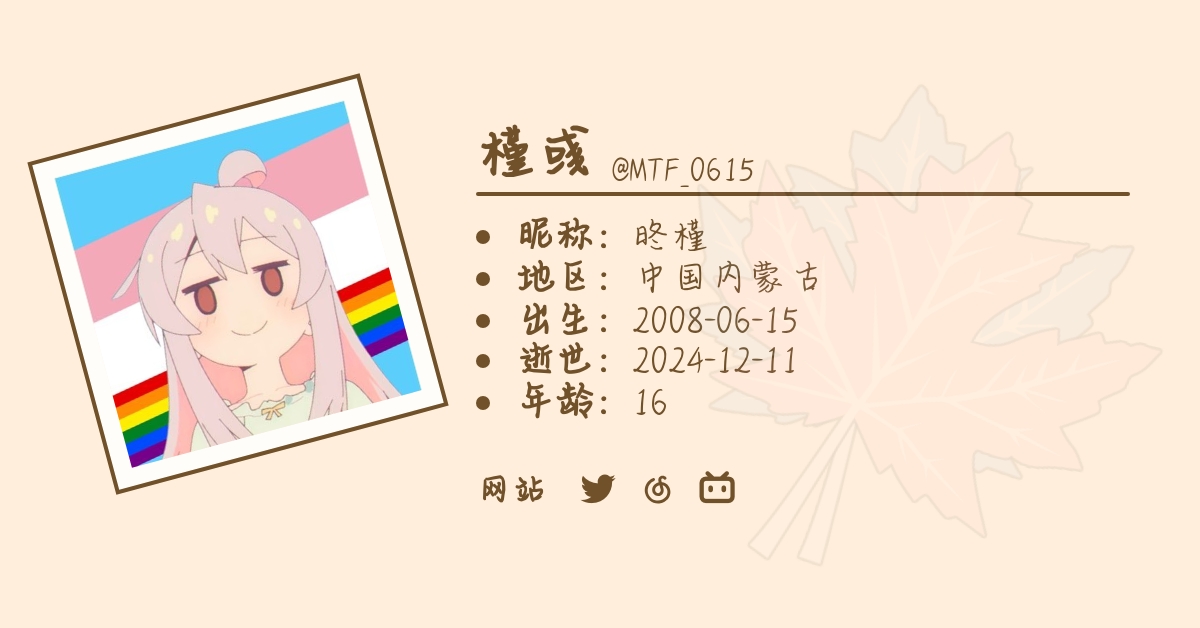 槿彧 @MTF_0615
昵称：昸槿
地区：中国内蒙古
出生：2008-06-15
逝世：2024-12-11
年龄：16
网站